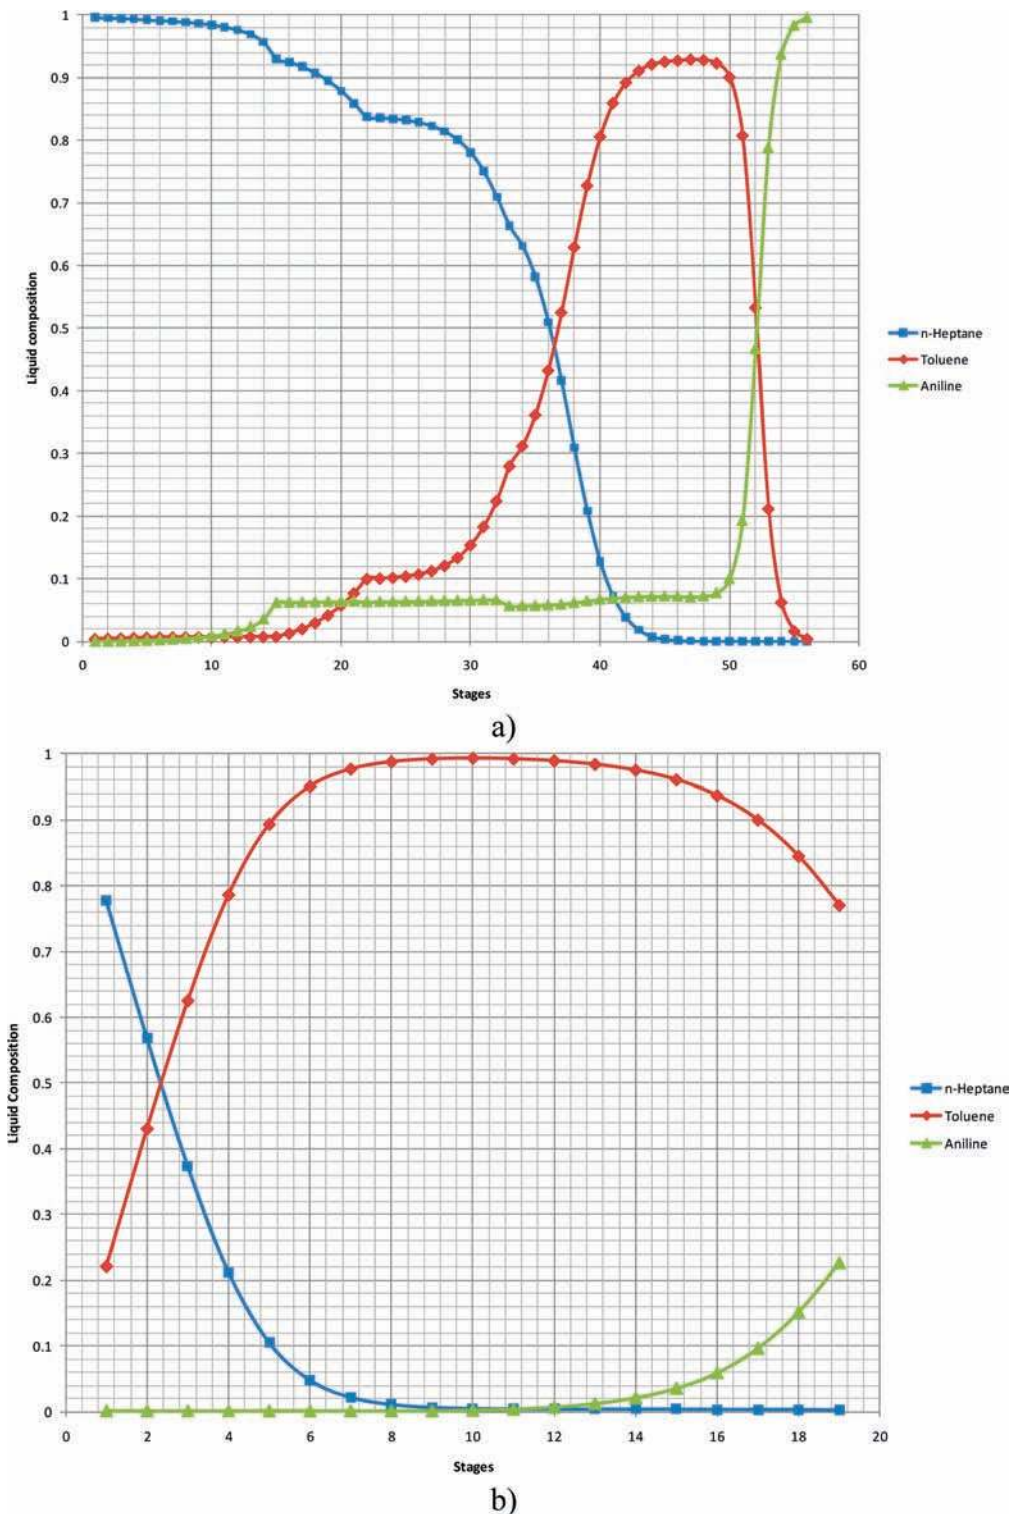 1
0.9
0.8
0.7
0.6
0.5
0.4
0.3
0.2
0.1
0
Liquid composition
0 10 20 30 40 50 60
Stages
n-Heptane
Toluene
Aniline
a)
1
0.9
0.8
0.7
0.6
0.5
0.4
0.3
0.2
0.1
0
Liquid Composition
0 2 4 6 8 10 12 14 16 18 20
Stages
n-Heptane
Toluene
Aniline
b)